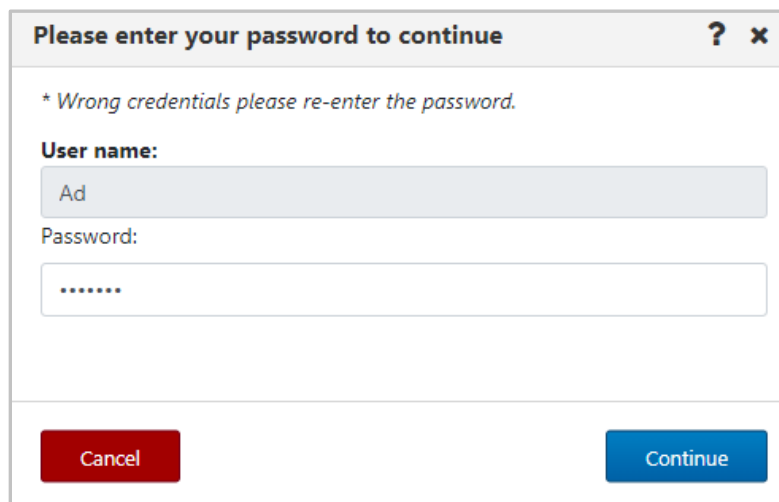 Please enter your password to continue ? ×
* Wrong credentials please re-enter the password.
User name:
Ad
Password:
•••••••
Cancel Continue